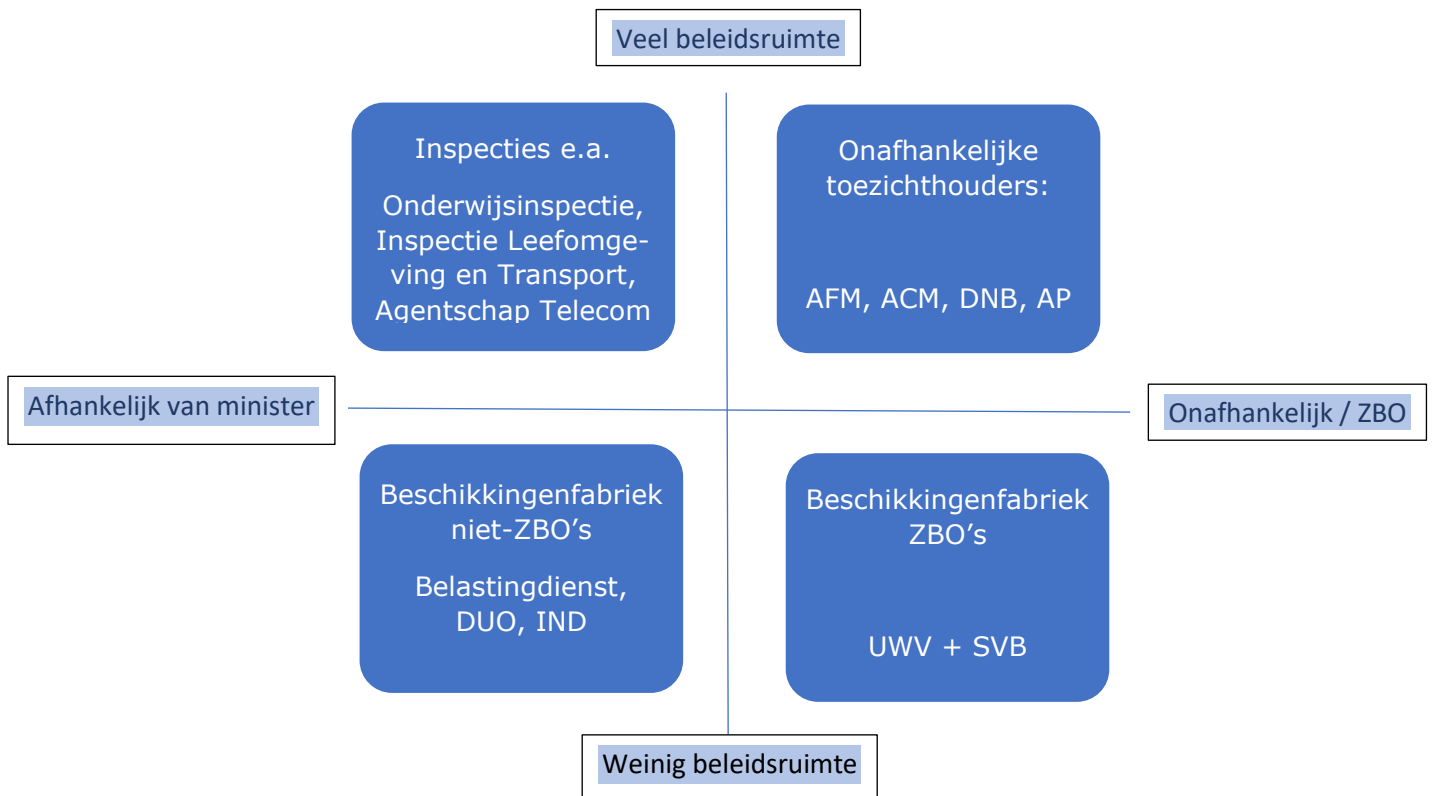 Veel beleidsruimte
Inspecties e.a.
Onderwijsinspectie,
Inspectie Leefomge-
ving en Transport,
Agentschap Telecom
Onafhankelijke
toezichthouders:
AFM, ACM, DNB, AP
Afhankelijk van minister
Onafhankelijk / ZBO
Beschikkingenfabriek
niet-ZBO’s
Belastingdienst,
DUO, IND
Beschikkingenfabriek
ZBO’s
UWV + SVB
Weinig beleidsruimte